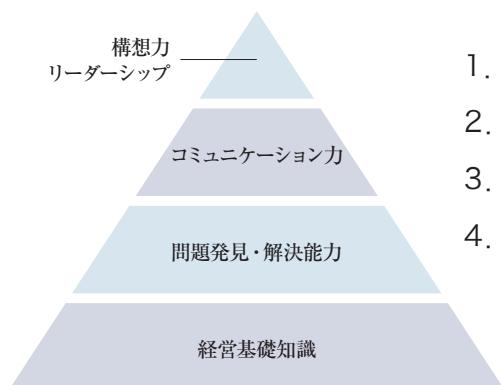 構想力
リーダーシップ
コミュニケーション力
問題発見・解決能力
経営基礎知識
1.
2.
3.
4.